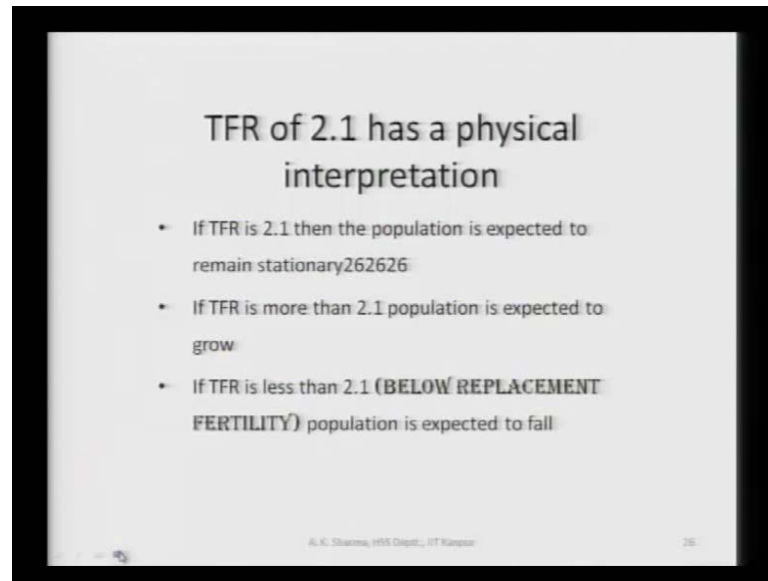 TFR of 2.1 has a physical
interpretation
• If TFR is 2.1 then the population is expected to
remain stationary262626
• If TFR is more than 2.1 population is expected to
grow
• If TFR is less than 2.1 (BELOW REPLACEMENT
FERTILITY) population is expected to fall
A. K. Sharma, HSS Deptt., IIT Kanpur
26